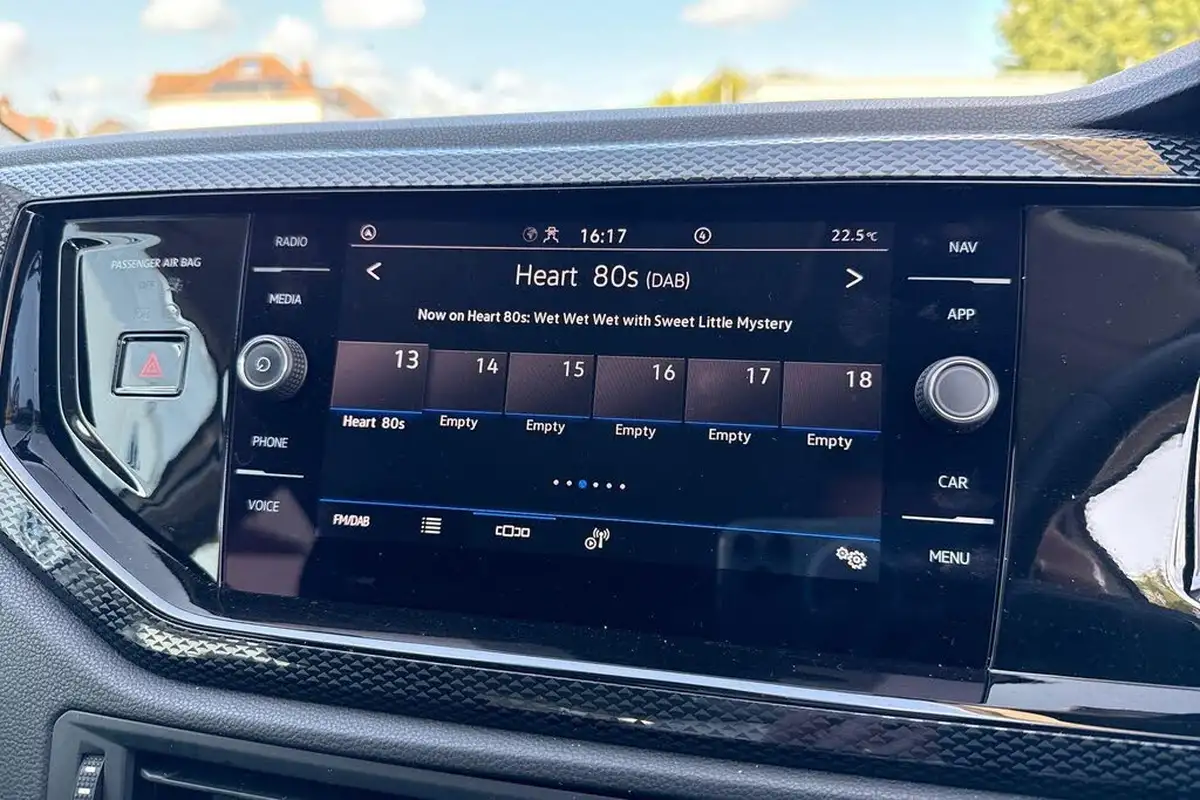 16:17
4
22.5°C
Heart 80s (DAB)
Now on Heart 80s: Wet Wet Wet with Sweet Little Mystery
13 14 15 16 17 18
Heart 80s Empty Empty Empty Empty Empty
FM/DAB
PASSENGER AIR BAG
RADIO
MEDIA
PHONE
VOICE
NAV
APP
CAR
MENU